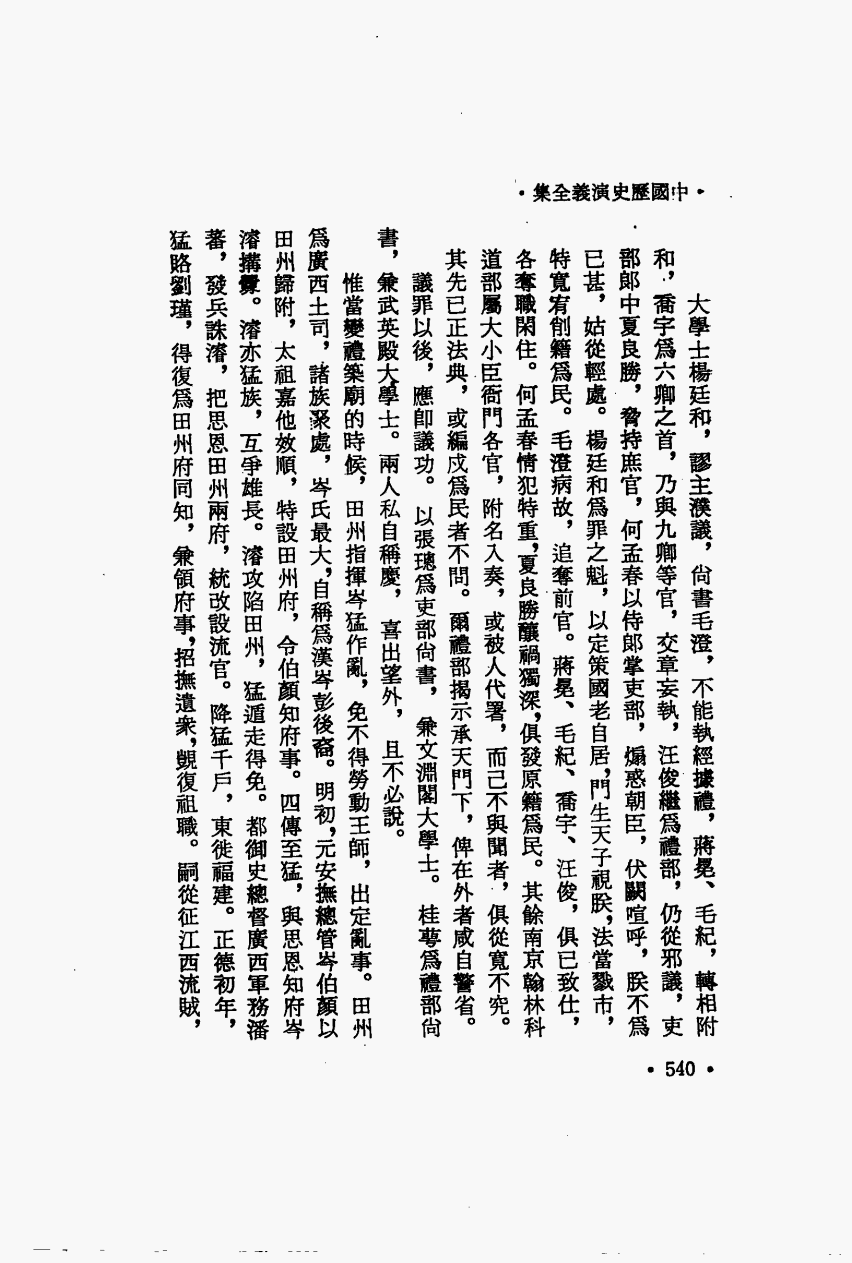 •中國歷史演義全集•
大學士楊廷和，謬主濮議，尚書毛澄，不能執經據禮，蔣冕、毛紀，轉相附
和，喬宇爲六卿之首，乃與九卿等官，交章妄執，汪俊繼爲禮部，仍從邪議，吏
部郎中夏良勝，脅持庶官，何孟春以侍郎掌吏部，煽惑朝臣，伏闕喧呼，朕不爲
已甚，姑從輕處。楊廷和爲罪之魁，以定策國老自居，門生天子視朕，法當戮市，
特寬宥削籍爲民。毛澄病故，追奪前官。蔣冕、毛紀、喬宇、汪俊，俱已致仕，
各奪職閑住。何孟春情犯特重，夏良勝釀禍獨深，俱發原籍爲民。其餘南京翰林科
道部屬大小臣衙門各官，附名入奏，或被人代署，而己不與聞者，俱從寬不究。
其先已正法典，或編戍爲民者不問。爾禮部揭示承天門下，俾在外者咸自警省。
議罪以後，應卽議功。以張璁爲吏部尚書，兼文淵閣大學士。桂萼爲禮部尚
書，兼武英殿大學士。兩人私自稱慶，喜出望外，且不必說。
惟當變禮築廟的時候，田州指揮岑猛作亂，免不得勞動王師，出定亂事。田州
爲廣西土司，諸族聚處，岑氏最大，自稱爲漢岑彭後裔。明初，元安撫總管岑伯顏以
田州歸附，太祖嘉他效順，特設田州府，令伯顏知府事。四傳至猛，與思恩知府岑
濬搆釁。濬亦猛族，互爭雄長。濬攻陷田州，猛遁走得免。都御史總督廣西軍務潘
蕃，發兵誅濬，把思恩田州兩府，統改設流官。降猛千戶，東徙福建。正德初年，
猛賂劉瑾，得復爲田州府同知，兼領府事，招撫遺衆，覬復祖職。嗣從征江西流賊，
•540•